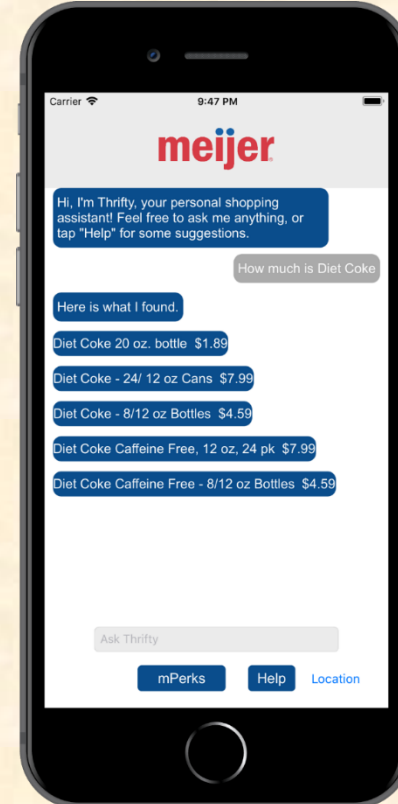 Carrier 9:47 PM
meijer
Hi, I'm Thrifty, your personal shopping
assistant! Feel free to ask me anything, or
tap "Help" for some suggestions.
How much is Diet Coke
Here is what I found.
Diet Coke 20 oz. bottle  $1.89
Diet Coke - 24/ 12 oz Cans  $7.99
Diet Coke - 8/12 oz Bottles  $4.59
Diet Coke Caffeine Free, 12 oz, 24 pk  $7.99
Diet Coke Caffeine Free - 8/12 oz Bottles  $4.59
Ask Thrifty
mPerks Help Location